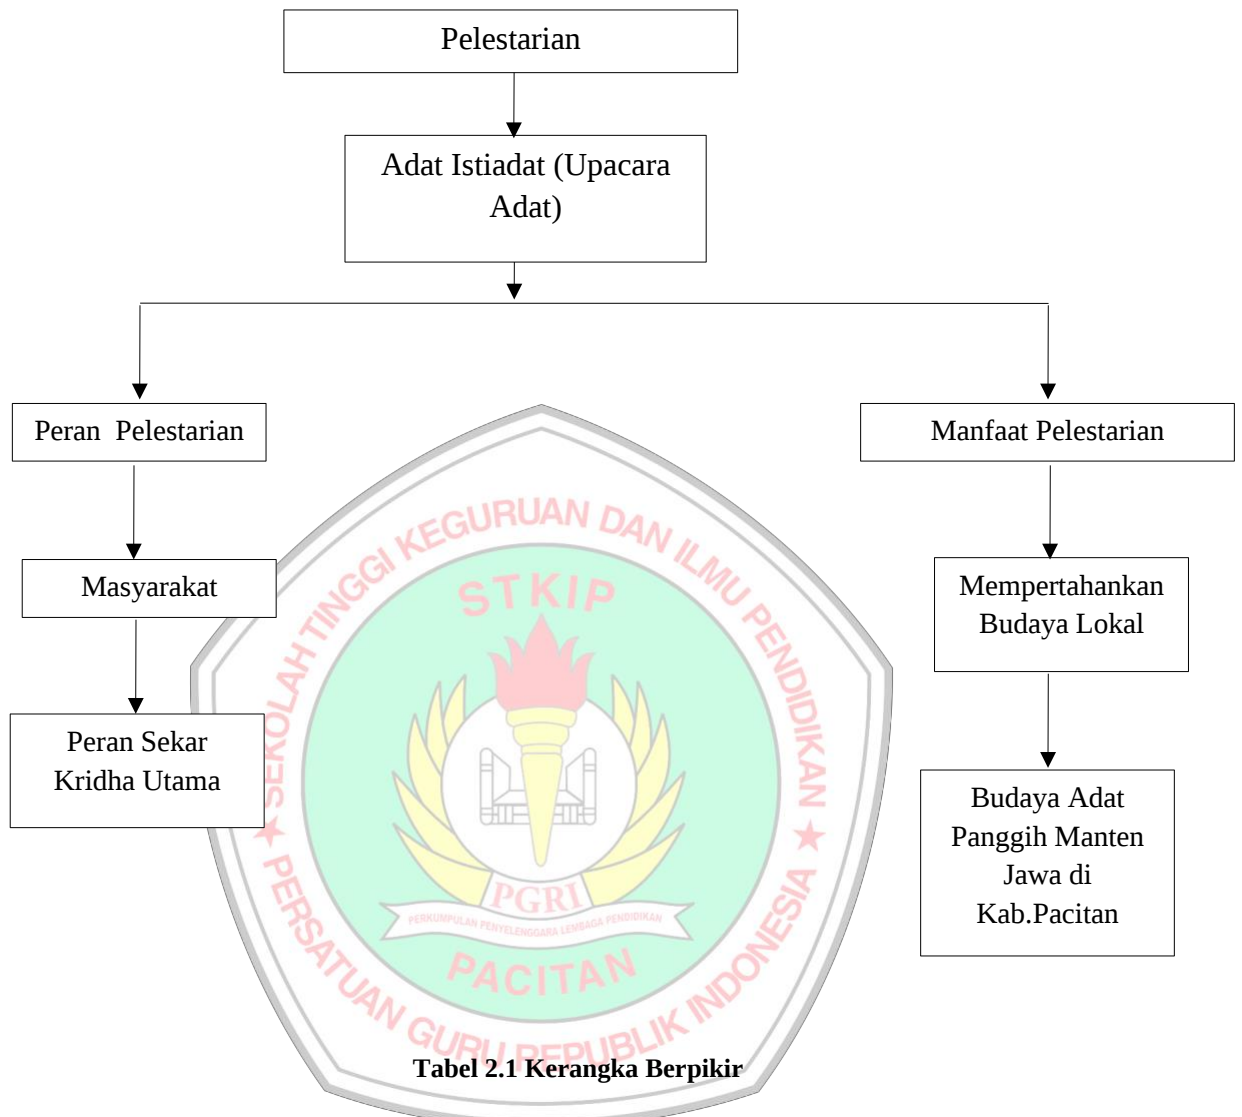 Pelestarian
Adat Istiadat (Upacara
Adat)
Peran  Pelestarian
Manfaat Pelestarian
Masyarakat
Mempertahankan
Budaya Lokal
Peran Sekar
Kridha Utama
Budaya Adat
Panggih Manten
Jawa di
Kab.Pacitan
SEKOLAH TINGGI KEGURUAN DAN ILMU PENDIDIKAN
STKIP
PGRI
PERKUMPULAN PENYELENGGARA LEMBAGA PENDIDIKAN
PACITAN
★ PERSATUAN GURU REPUBLIK INDONESIA ★
Tabel 2.1 Kerangka Berpikir